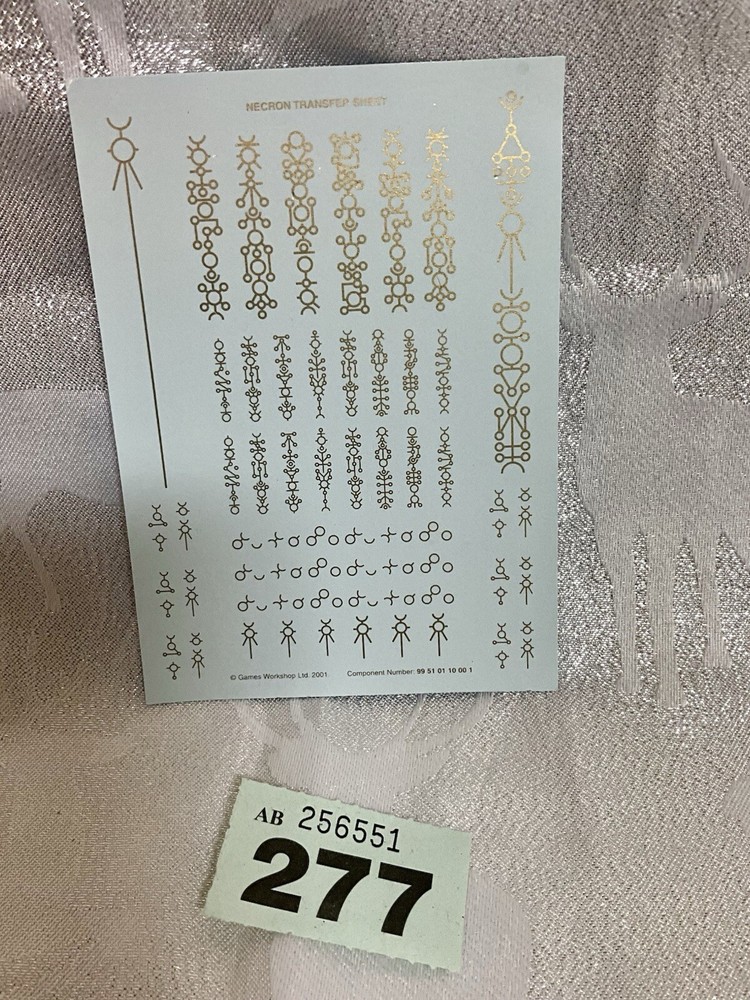 NECRON TRANSFER SHEET
© Games Workshop Ltd. 2001. Component Number: 99 51 01 10 00 1
AB 256551
277